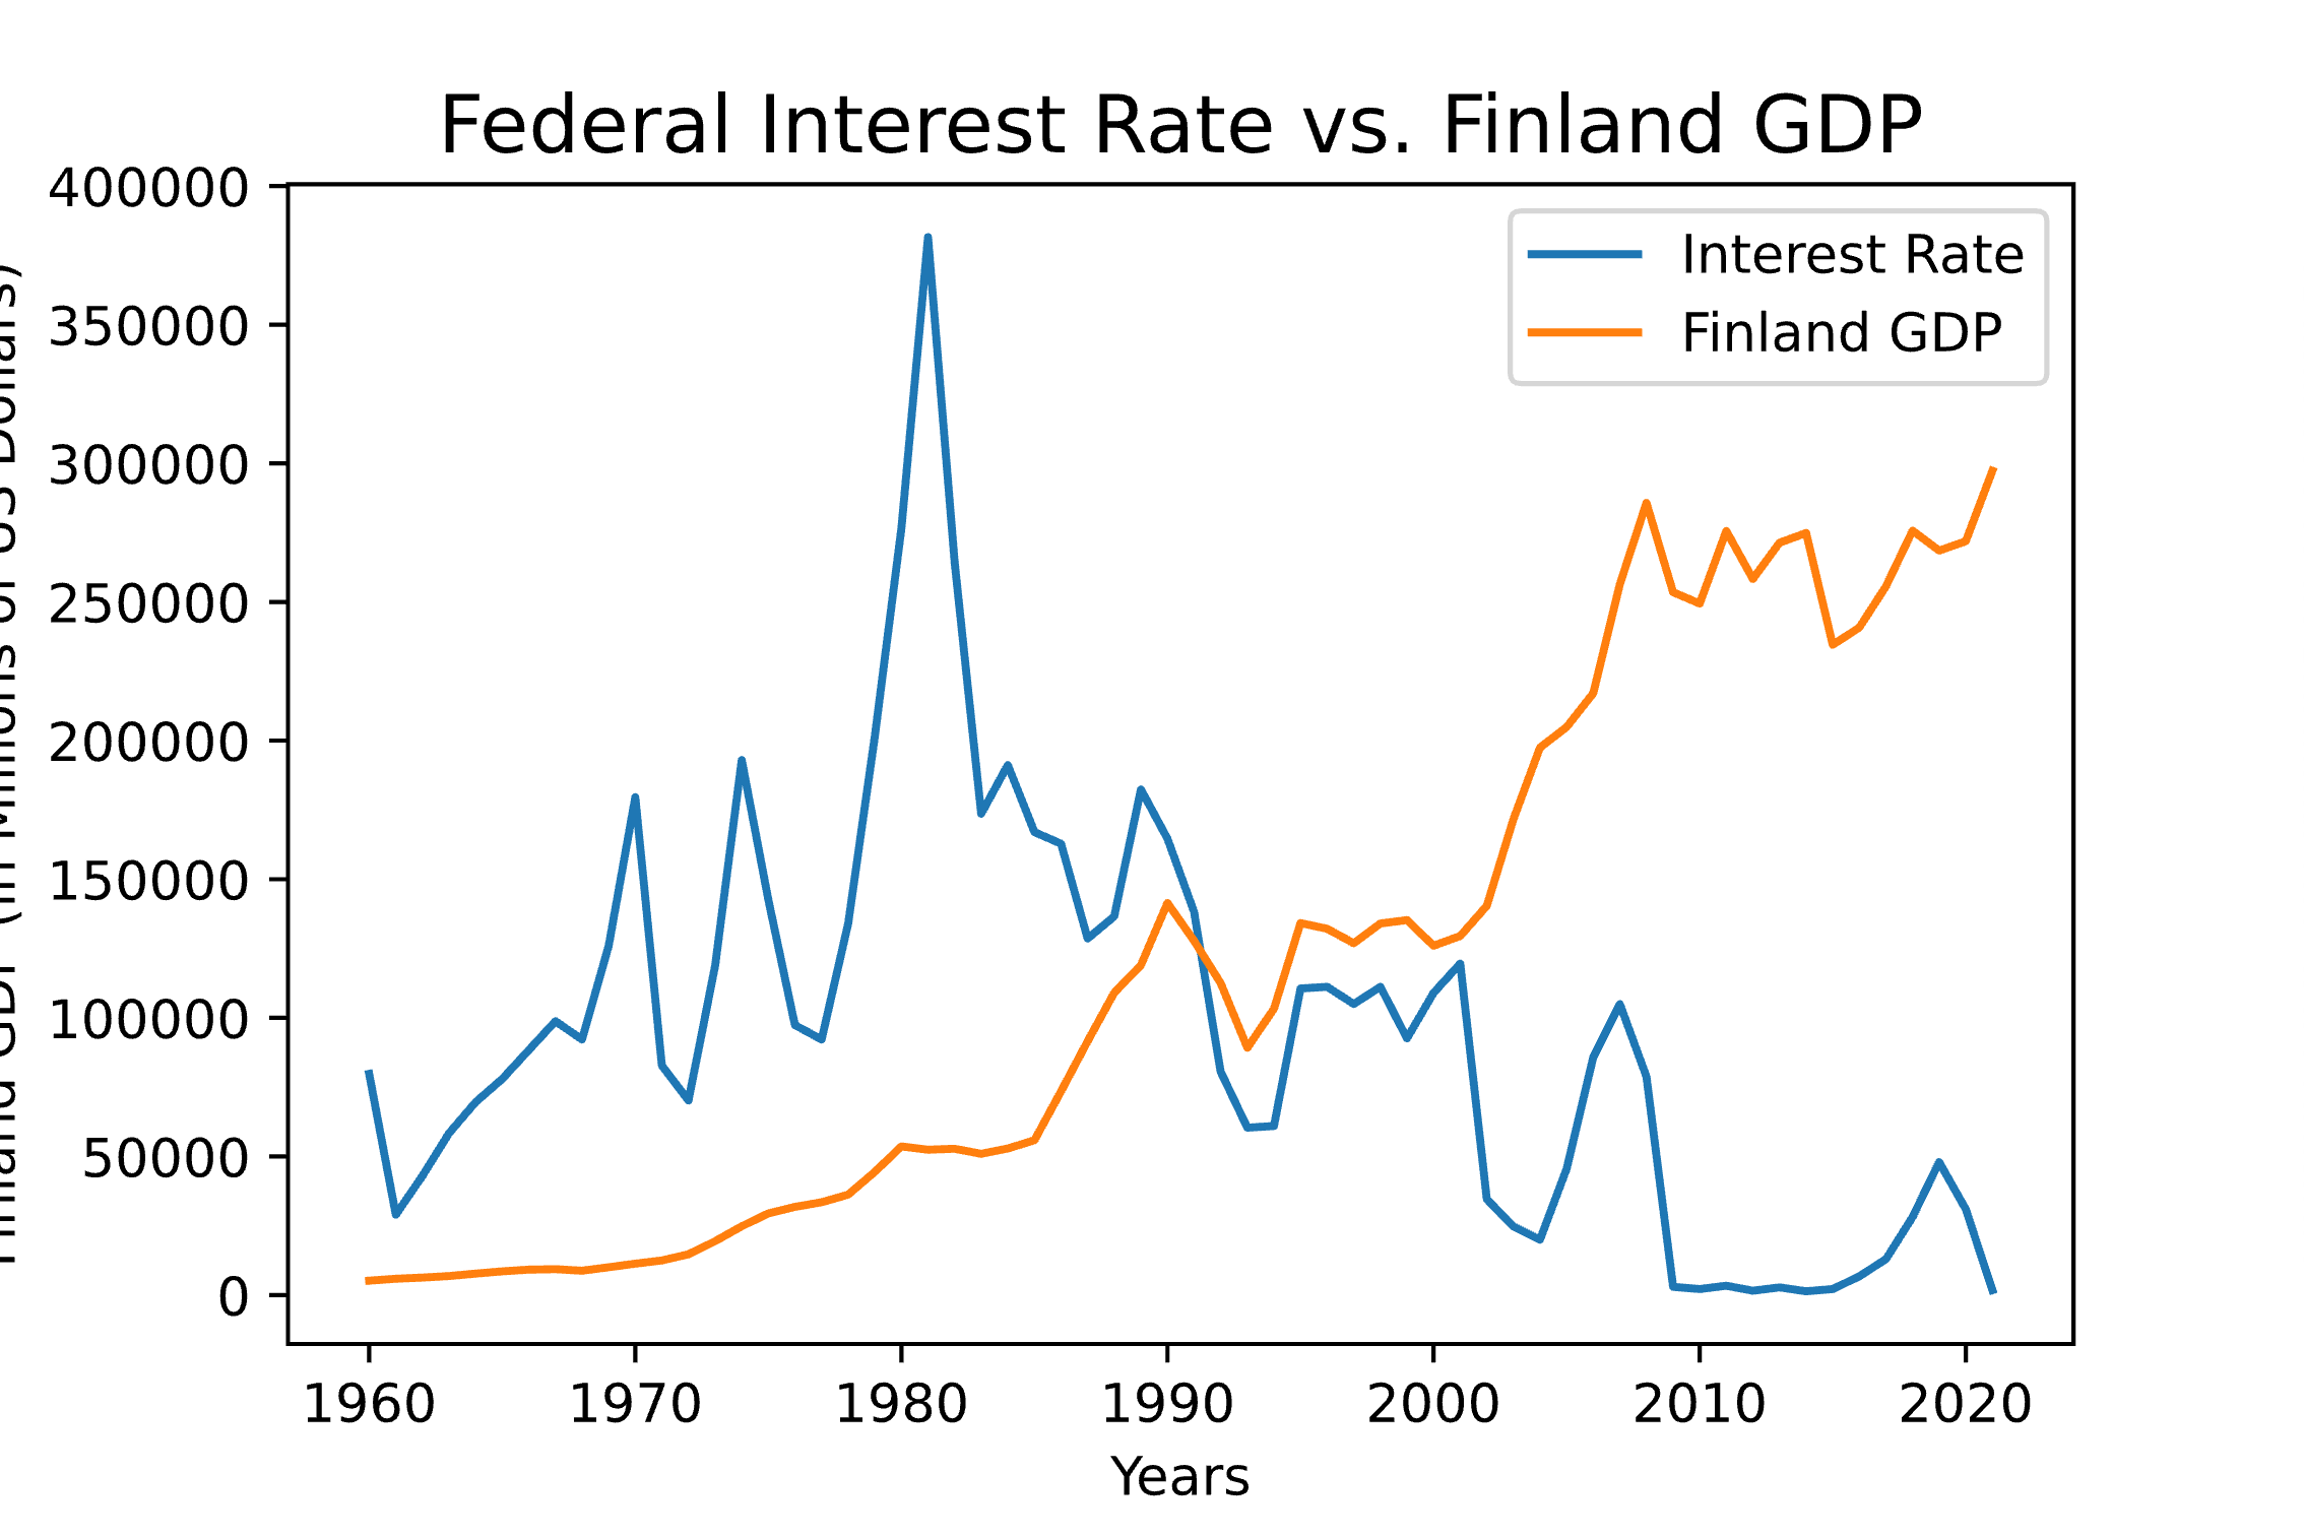 Federal Interest Rate vs. Finland GDP
400000
350000
300000
250000
200000
150000
100000
50000
0
Interest Rate
Finland GDP
1960 1970 1980 1990 2000 2010 2020
Years